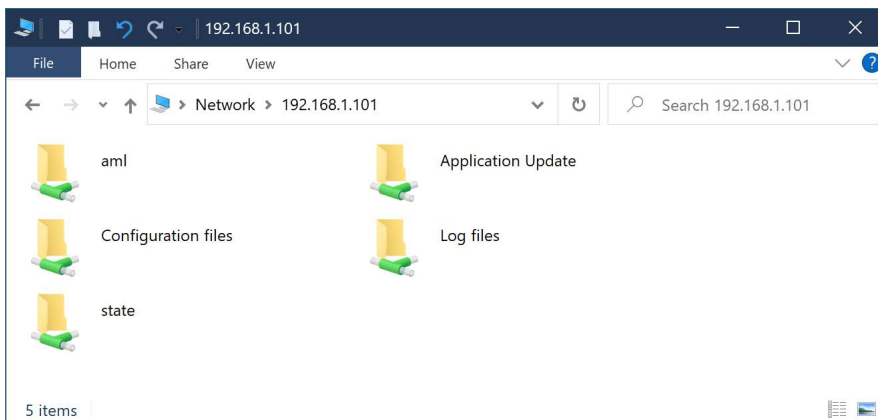 192.168.1.101
File Home Share View
?
Network 192.168.1.101
Search 192.168.1.101
aml Application Update
Configuration files Log files
state
5 items